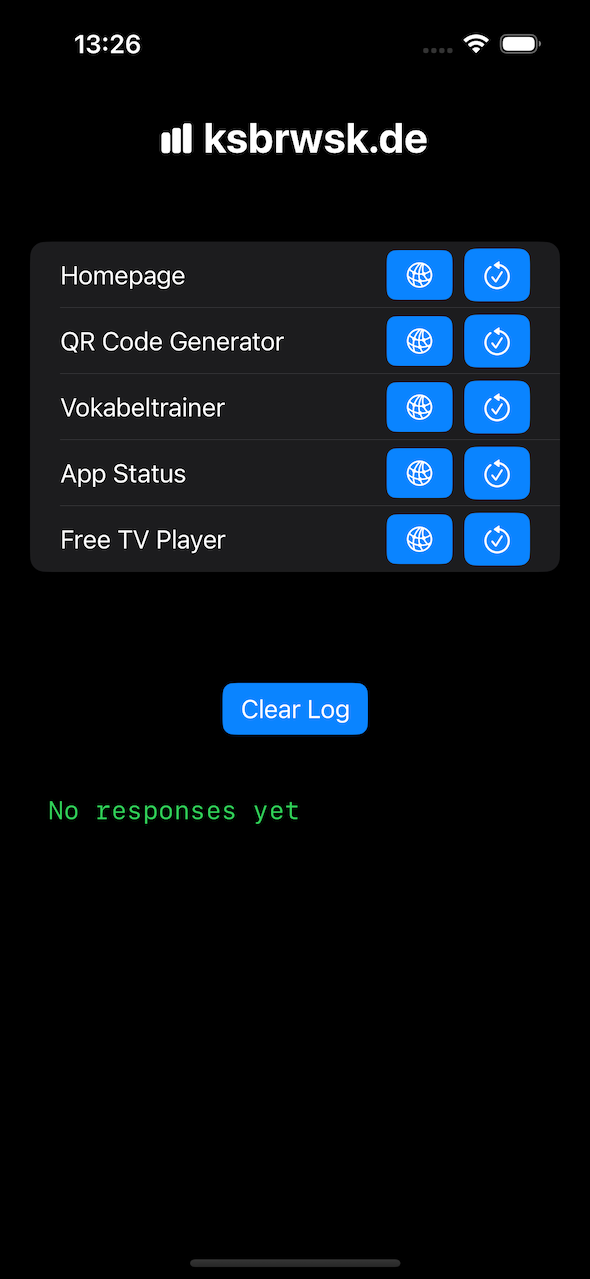 13:26
ksbrwsk.de
Homepage
QR Code Generator
Vokabeltrainer
App Status
Free TV Player
Clear Log
No responses yet